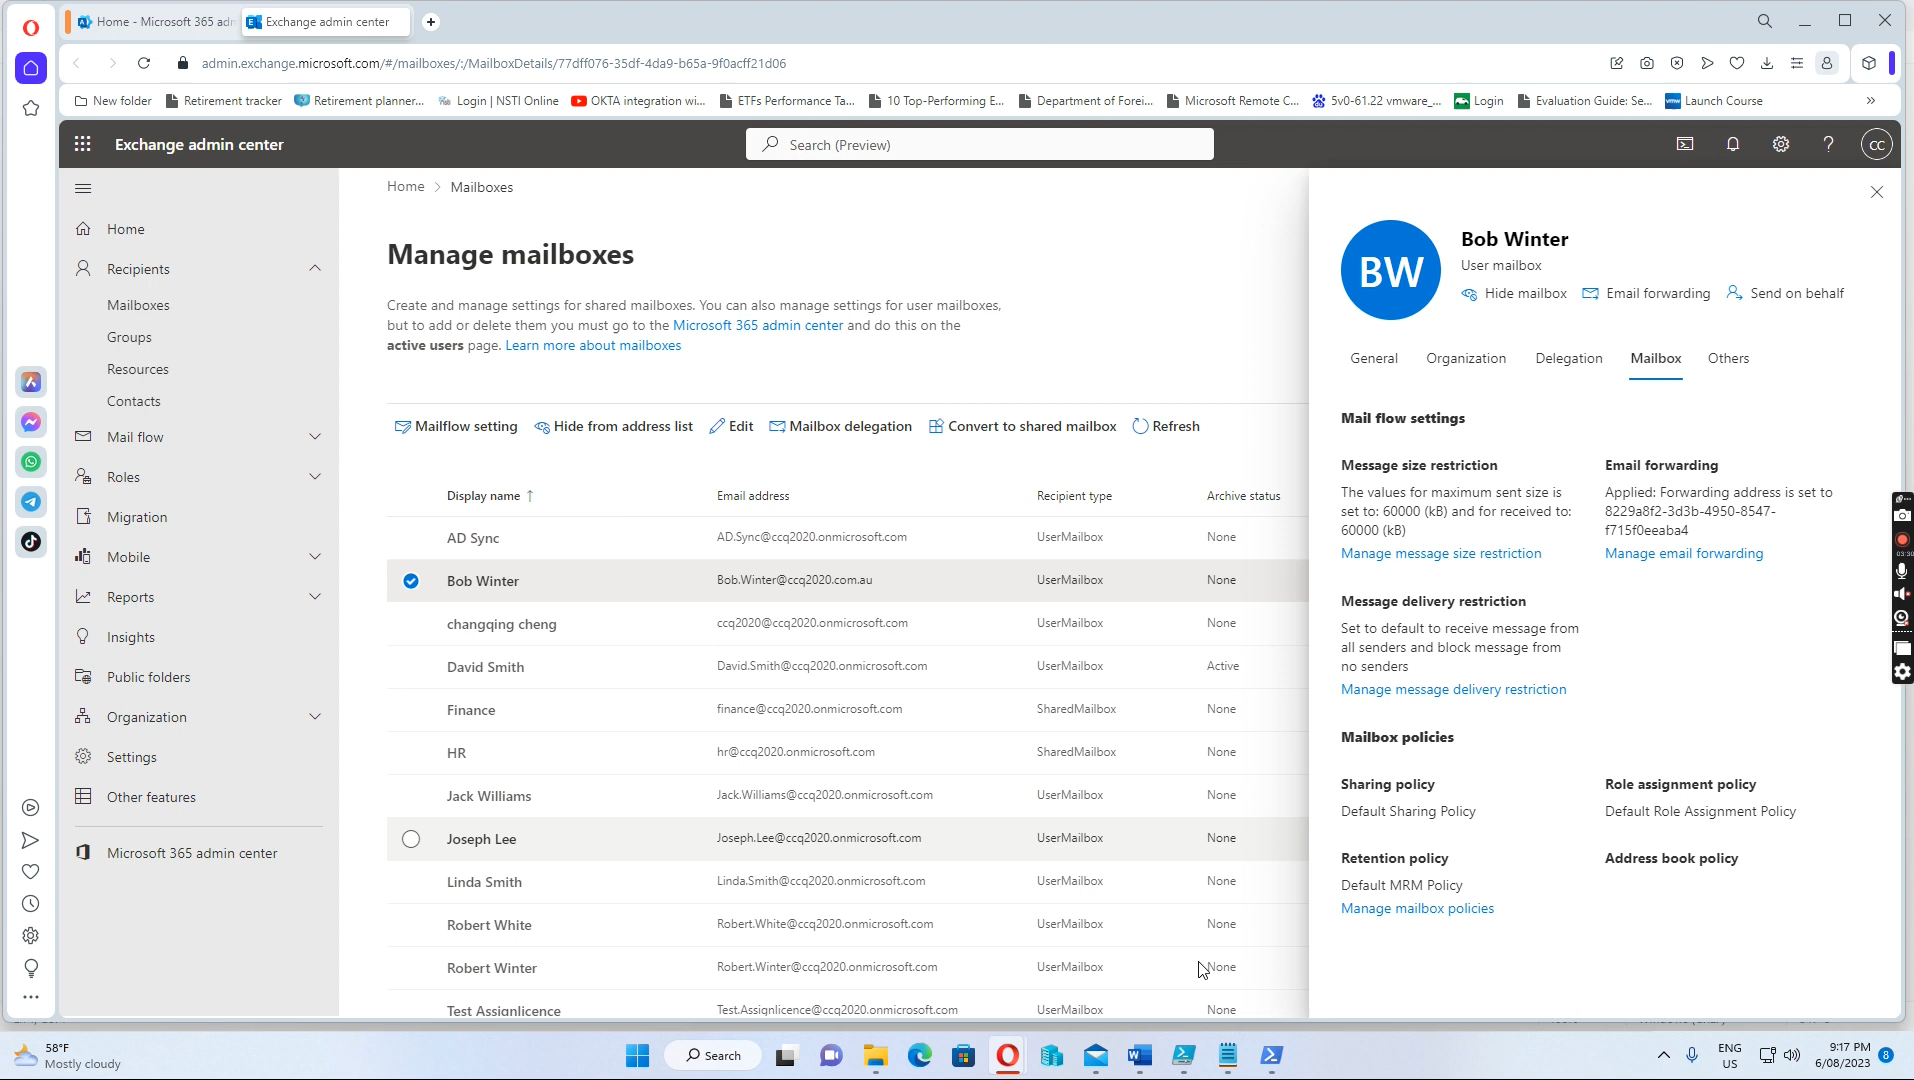 Home - Microsoft 365 adm
Exchange admin center
admin.exchange.microsoft.com/#/mailboxes/:/MailboxDetails/77dff076-35df-4da9-b65a-9f0acff21d06
New folder
Retirement tracker
Retirement planner...
Login | NSTI Online
OKTA integration wi...
ETFs Performance Ta...
10 Top-Performing E...
Department of Forei...
Microsoft Remote C...
5v0-61.22 vmware_...
Login
Evaluation Guide: Se...
Launch Course
Exchange admin center
Search (Preview)
CC
Home
Recipients
Mailboxes
Groups
Resources
Contacts
Mail flow
Roles
Migration
Mobile
Reports
Insights
Public folders
Organization
Settings
Other features
Microsoft 365 admin center
Home > Mailboxes
Manage mailboxes
Create and manage settings for shared mailboxes. You can also manage settings for user mailboxes,
but to add or delete them you must go to the Microsoft 365 admin center and do this on the
active users page. Learn more about mailboxes
Mailflow setting
Hide from address list
Edit
Mailbox delegation
Convert to shared mailbox
Refresh
Display name ↑ Email address Recipient type Archive status
AD Sync AD.Sync@ccq2020.onmicrosoft.com UserMailbox None
Bob Winter Bob.Winter@ccq2020.com.au UserMailbox None
changqing cheng ccq2020@ccq2020.onmicrosoft.com UserMailbox None
David Smith David.Smith@ccq2020.onmicrosoft.com UserMailbox Active
Finance finance@ccq2020.onmicrosoft.com SharedMailbox None
HR hr@ccq2020.onmicrosoft.com SharedMailbox None
Jack Williams Jack.Williams@ccq2020.onmicrosoft.com UserMailbox None
Joseph Lee Joseph.Lee@ccq2020.onmicrosoft.com UserMailbox None
Linda Smith Linda.Smith@ccq2020.onmicrosoft.com UserMailbox None
Robert White Robert.White@ccq2020.onmicrosoft.com UserMailbox None
Robert Winter Robert.Winter@ccq2020.onmicrosoft.com UserMailbox None
Test Assignlicence Test.Assignlicence@ccq2020.onmicrosoft.com UserMailbox None
BW
Bob Winter
User mailbox
Hide mailbox
Email forwarding
Send on behalf
General Organization Delegation Mailbox Others
Mail flow settings
Message size restriction
The values for maximum sent size is
set to: 60000 (kB) and for received to:
60000 (kB)
Manage message size restriction
Email forwarding
Applied: Forwarding address is set to
8229a8f2-3d3b-4950-8547-
f715f0eeaba4
Manage email forwarding
Message delivery restriction
Set to default to receive message from
all senders and block message from
no senders
Manage message delivery restriction
Mailbox policies
Sharing policy
Default Sharing Policy
Role assignment policy
Default Role Assignment Policy
Retention policy
Default MRM Policy
Manage mailbox policies
Address book policy
03:30
58°F
Mostly cloudy
Search
ENG
US
9:17 PM
6/08/2023
8